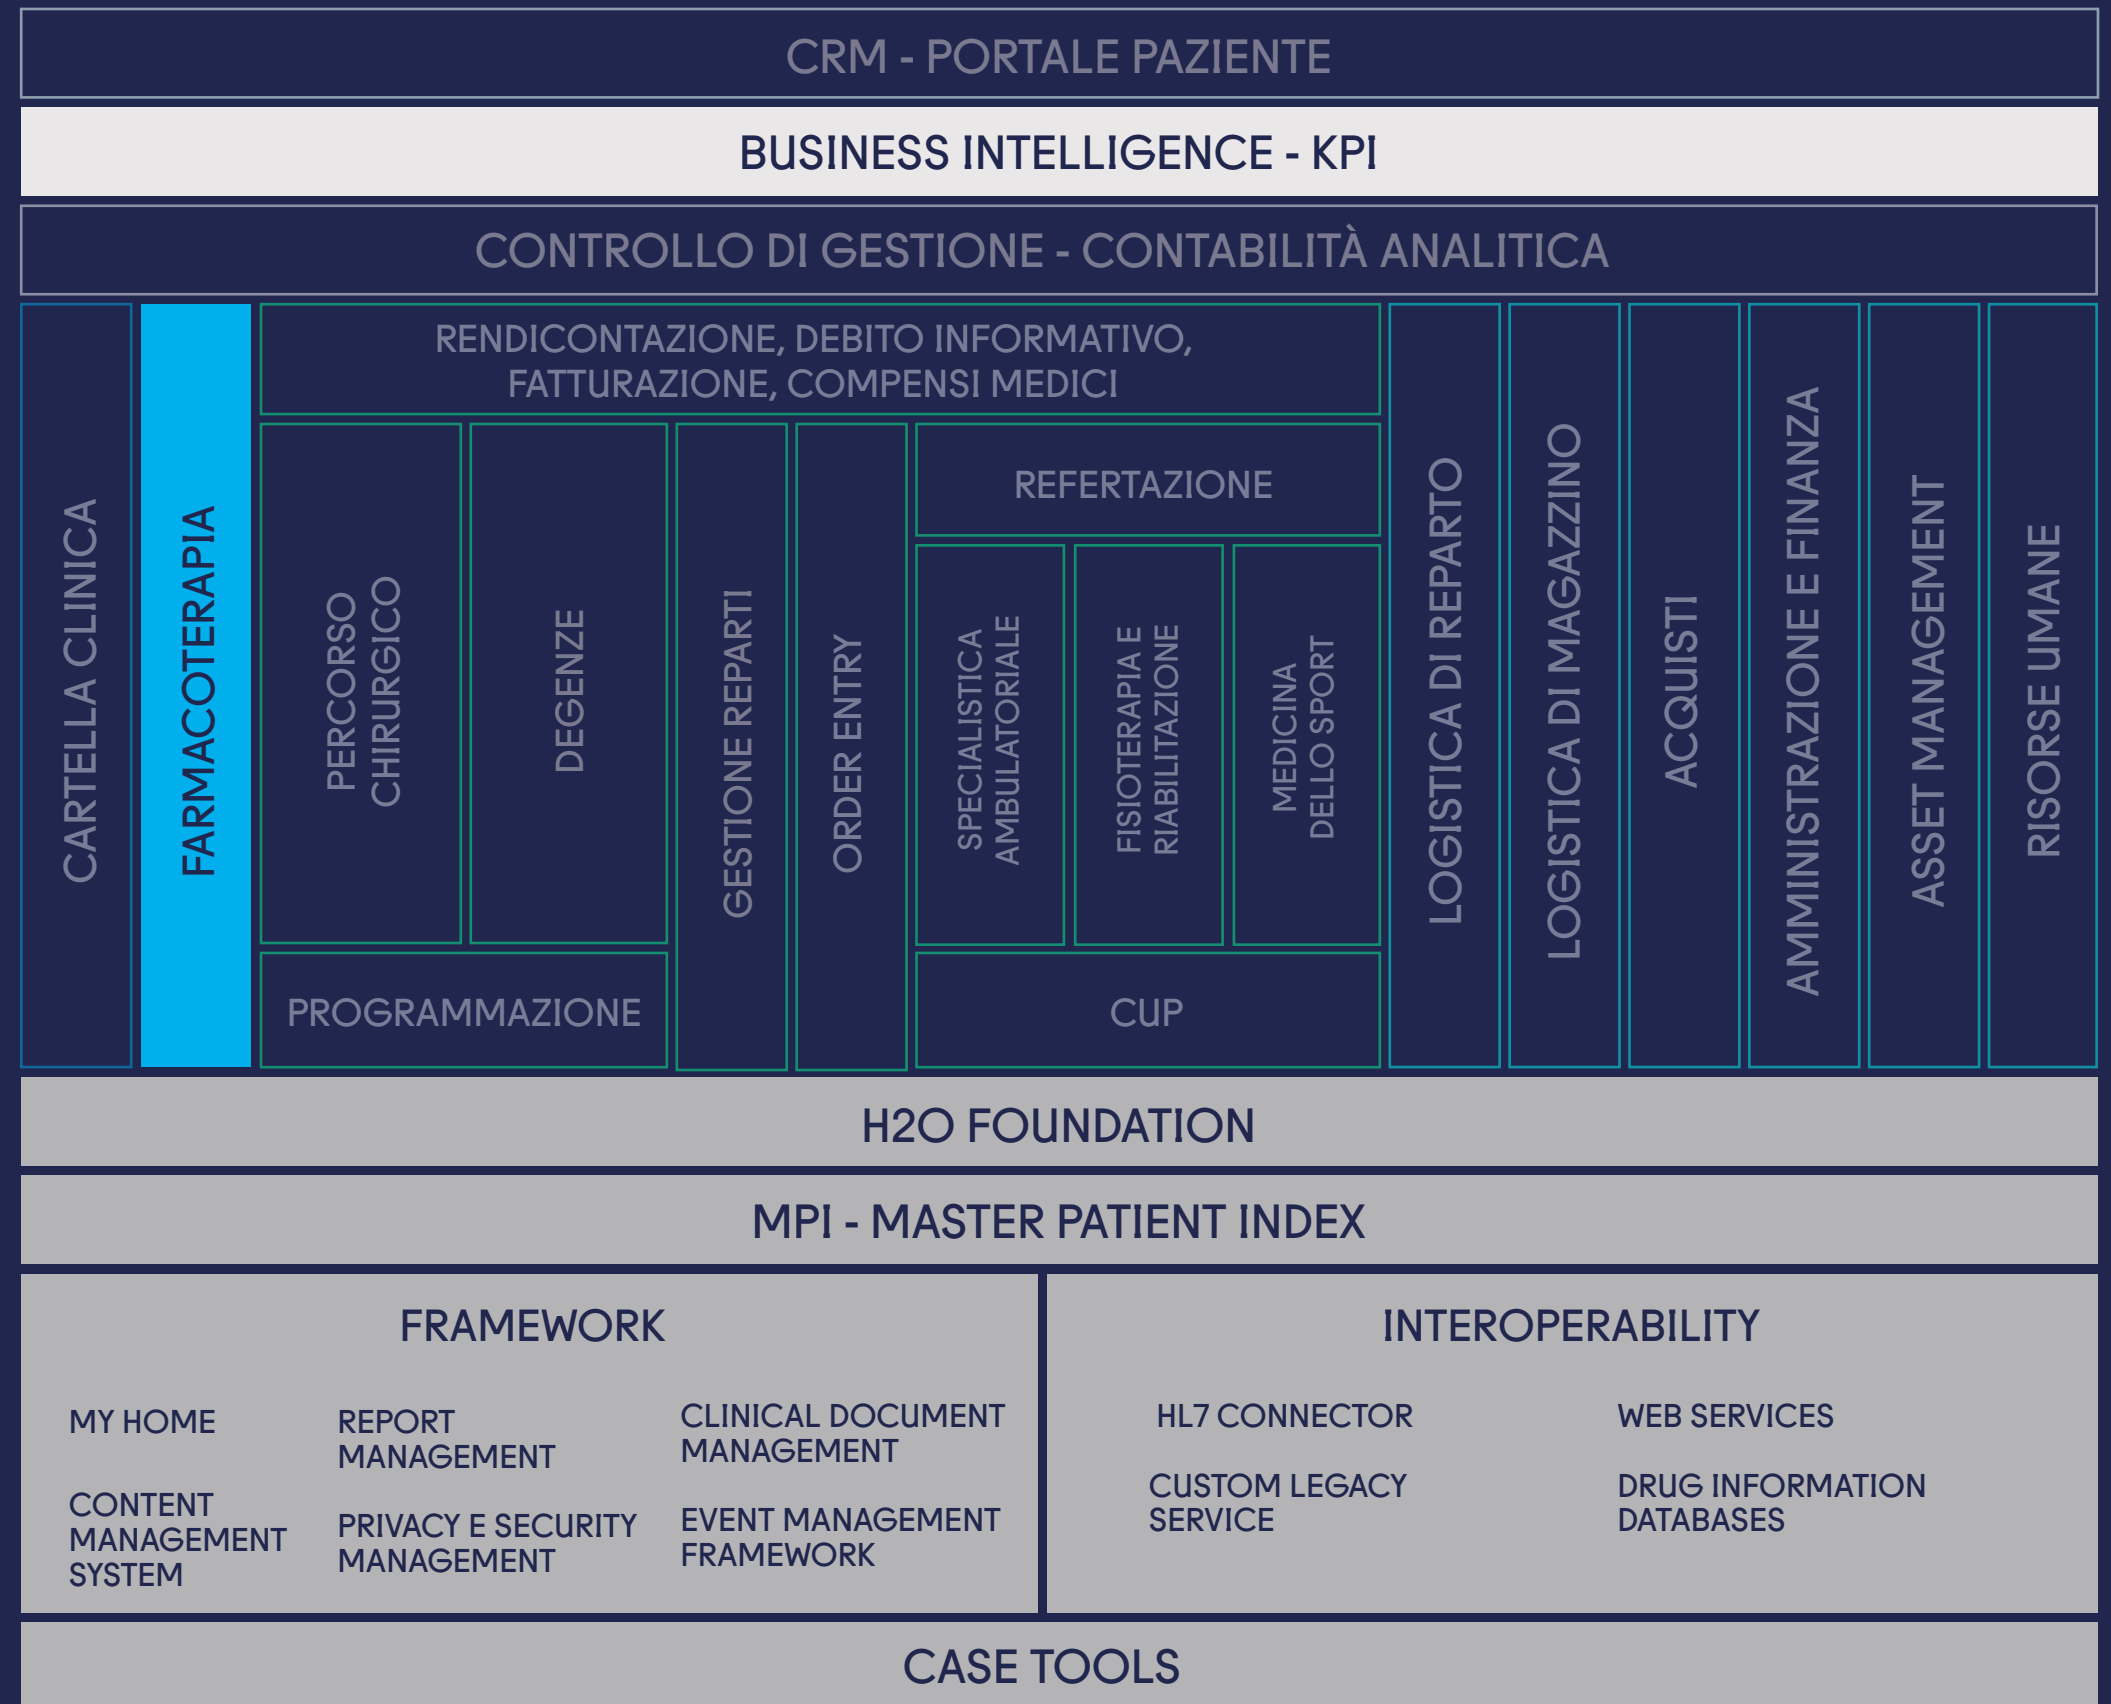 CRM - PORTALE PAZIENTE
BUSINESS INTELLIGENCE - KPI
CONTROLLO DI GESTIONE - CONTABILITÀ ANALITICA
CARTELLA CLINICA
FARMACOTERAPIA
RENDICONTAZIONE, DEBITO INFORMATIVO,
FATTURAZIONE, COMPENSI MEDICI
PERCORSO
CHIRURGICO
DEGENZE
PROGRAMMAZIONE
GESTIONE REPARTI
ORDER ENTRY
REFERTAZIONE
SPECIALISTICA
AMBULATORIALE
FISIOTERAPIA E
RIABILITAZIONE
MEDICINA
DELLO SPORT
CUP
LOGISTICA DI REPARTO
LOGISTICA DI MAGAZZINO
ACQUISTI
AMMINISTRAZIONE E FINANZA
ASSET MANAGEMENT
RISORSE UMANE
H2O FOUNDATION
MPI - MASTER PATIENT INDEX
FRAMEWORK
MY HOME
CONTENT
MANAGEMENT
SYSTEM
REPORT
MANAGEMENT
PRIVACY E SECURITY
MANAGEMENT
CLINICAL DOCUMENT
MANAGEMENT
EVENT MANAGEMENT
FRAMEWORK
INTEROPERABILITY
HL7 CONNECTOR
CUSTOM LEGACY
SERVICE
WEB SERVICES
DRUG INFORMATION
DATABASES
CASE TOOLS